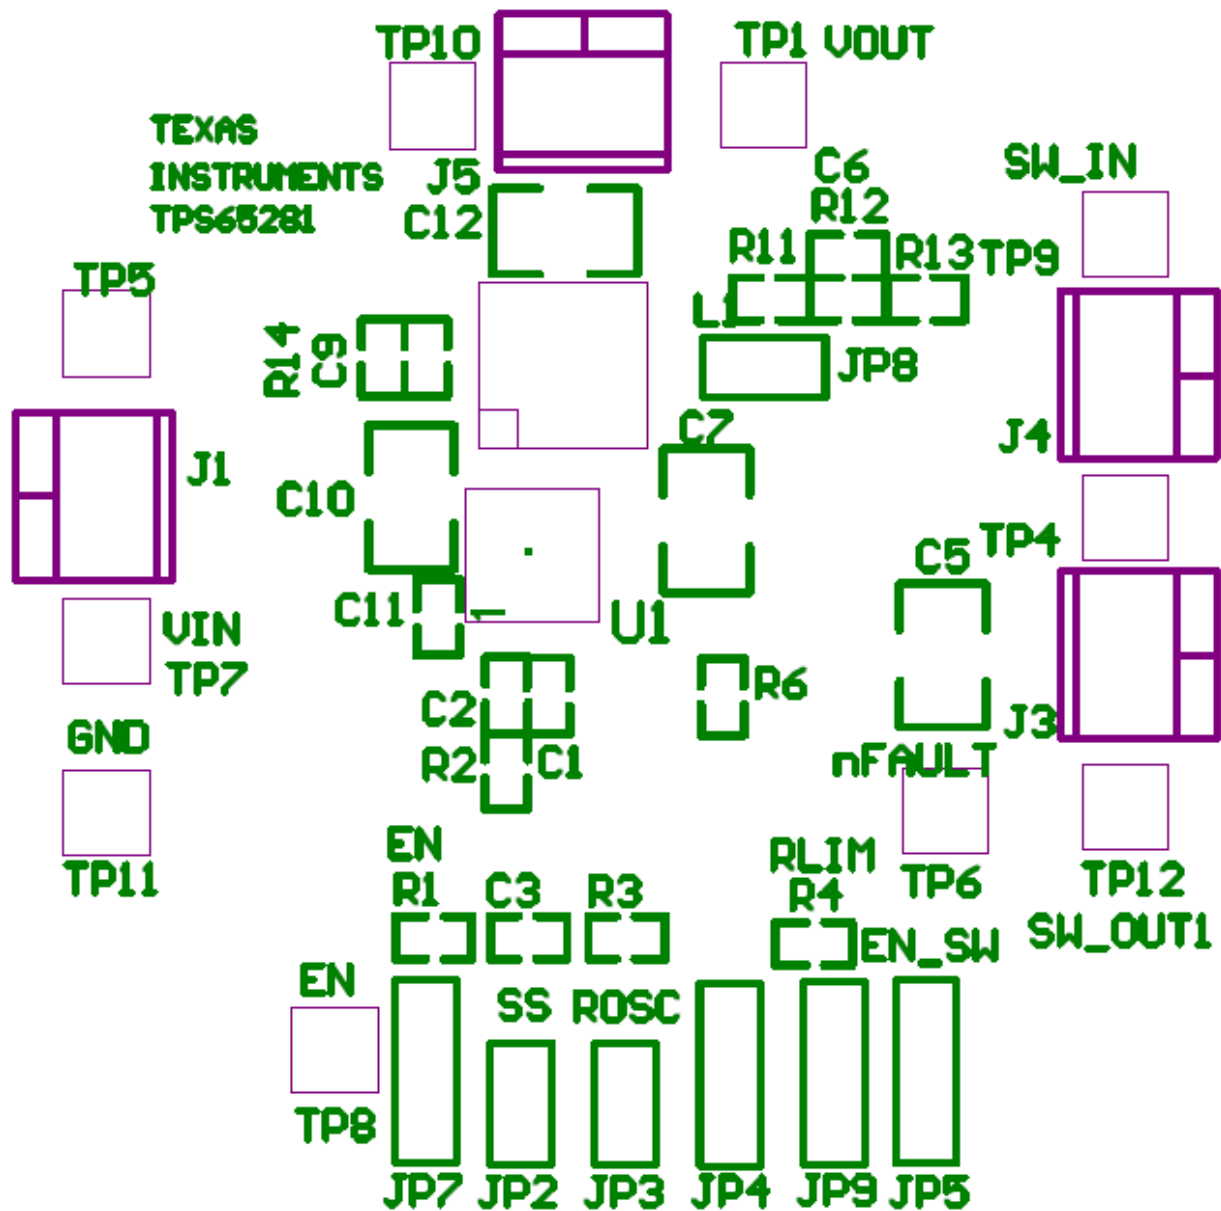 TP10
TP1 VOUT
TEXAS
INSTRUMENTS
TPS65281
J5
C12
C6
R12
R11
R13
SW_IN
TP9
TP5
L1
R14
C9
JP8
C7
J4
J1
C10
TP4
C5
C11
1
U1
VIN
TP7
R6
C2
J3
GND
R2
C1
nFAULT
EN
RLIM
TP11
R1
C3
R3
R4
TP6
TP12
EN_SW
SW_OUT1
EN
SS
ROSC
TP8
JP7
JP2
JP3
JP4
JP9
JP5